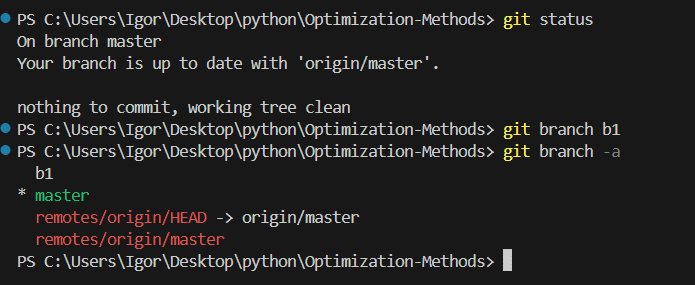 PS C:\Users\Igor\Desktop\python\Optimization-Methods> git status
On branch master
Your branch is up to date with 'origin/master'.

nothing to commit, working tree clean
PS C:\Users\Igor\Desktop\python\Optimization-Methods> git branch b1
PS C:\Users\Igor\Desktop\python\Optimization-Methods> git branch -a
  b1
* master
  remotes/origin/HEAD -> origin/master
  remotes/origin/master
PS C:\Users\Igor\Desktop\python\Optimization-Methods>